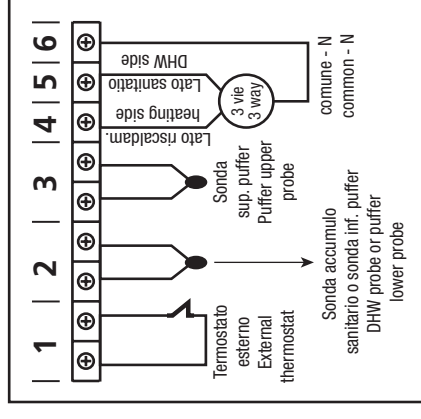 1 2 3 4 5 6
Termostato
esterno
External
thermostat
Sonda accumulo
sanitario o sonda inf. puffer
DHW probe or puffer
lower probe
Sonda
sup. puffer
Puffer upper
probe
Lato riscaldam.
heating side
Lato sanitatio
DHW side
3 vie
3 way
comune - N
common - N